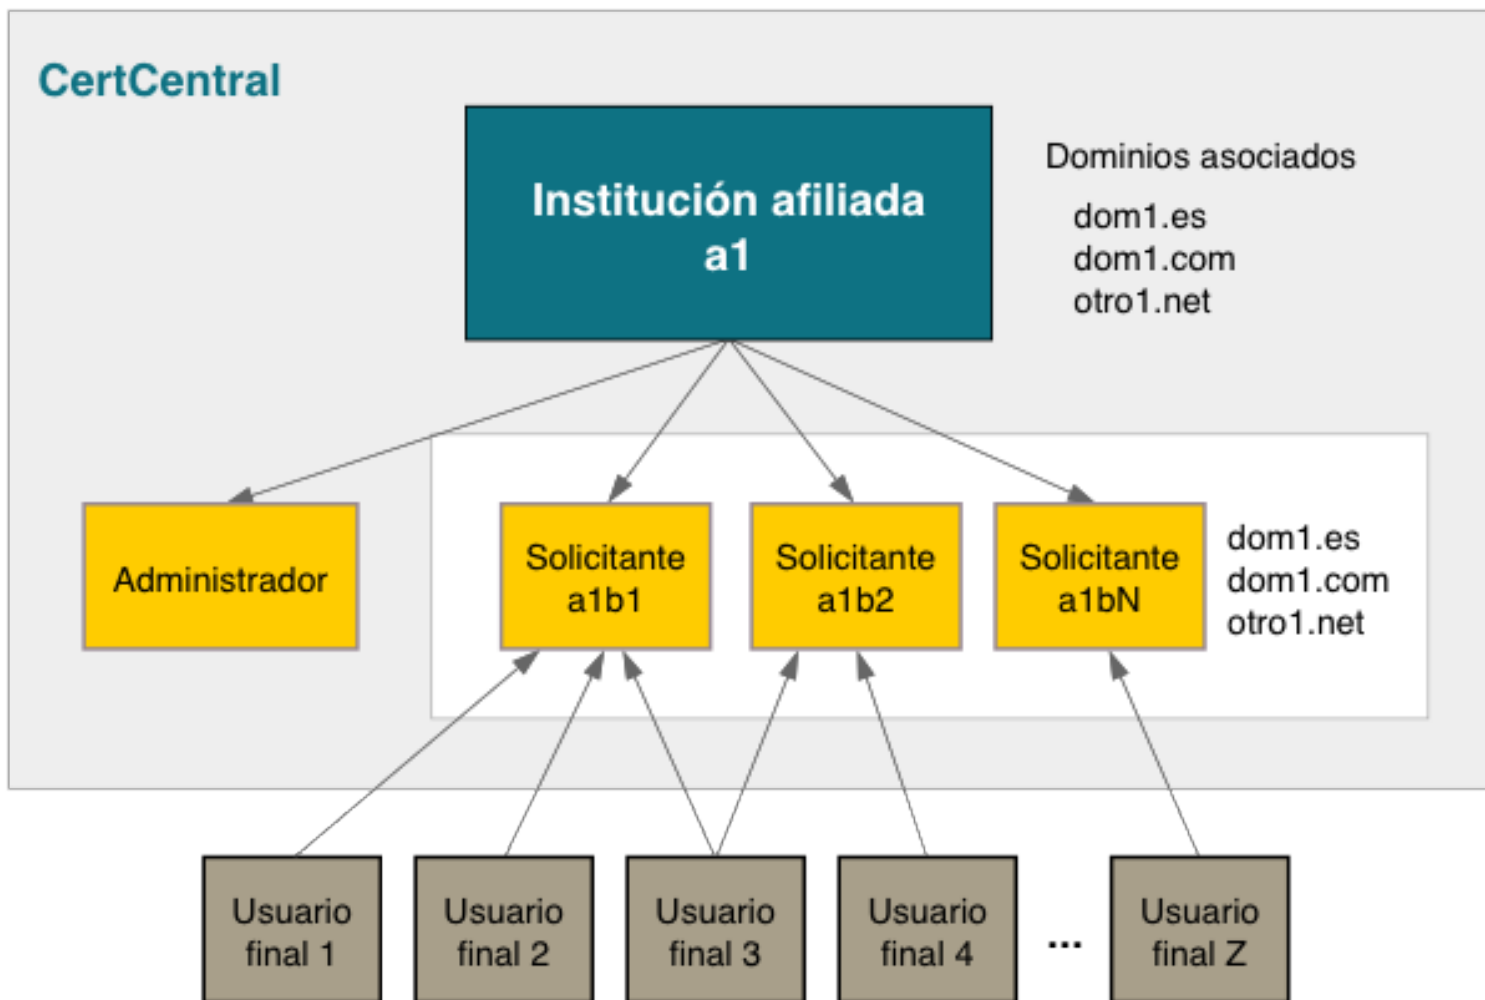 CertCentral
Institución afiliada
a1
Dominios asociados
dom1.es
dom1.com
otro1.net
Administrador
Solicitante
a1b1
Solicitante
a1b2
Solicitante
a1bN
dom1.es
dom1.com
otro1.net
Usuario
final 1
Usuario
final 2
Usuario
final 3
Usuario
final 4
...
Usuario
final Z